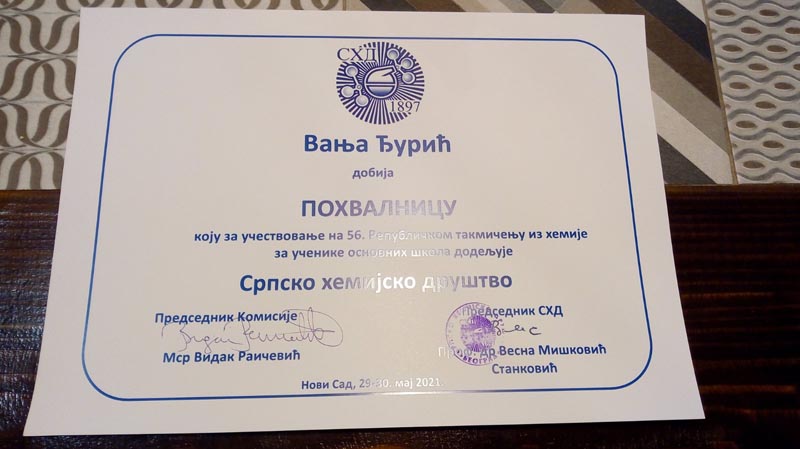 СХД
1897
Вања Ђурић
добија
ПОХВАЛНИЦУ
коју за учествовање на 56. Републичком такмичењу из хемије
за ученике основних школа додељује
Српско хемијско друштво
Председник Комисије
Председник СХД
Мср Видак Раичевић
Проф. др Весна Мишковић
Станковић
Нови Сад, 29-30. мај 2021.